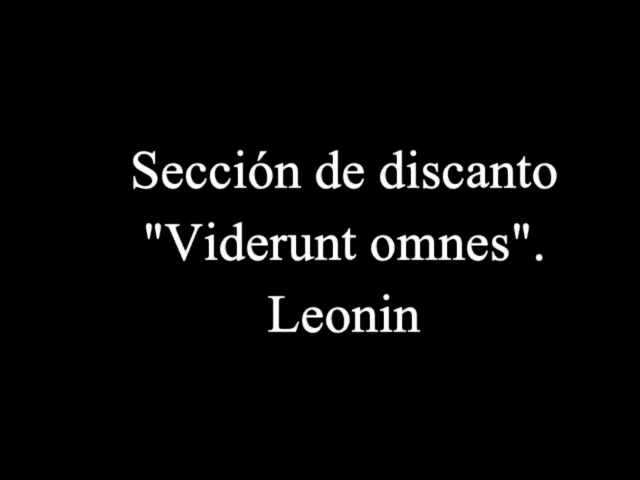 Sección de discanto
"Viderunt omnes".
Leonin